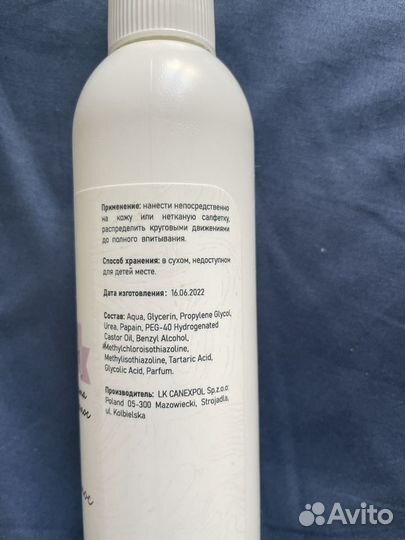 Применение: нанести непосредственно
на кожу или нетканую салфетку,
распределить круговыми движениями
до полного впитывания.
Способ хранения: в сухом, недоступном
для детей месте.
Дата изготовления : 16.06.2022
Состав: Aqua, Glycerin, Propylene Glycol,
Urea, Papain, PEG-40 Hydrogenated
Castor Oil, Benzyl Alcohol,
Methylchloroisothiazoline,
Methylisothiazoline, Tartaric Acid,
Glycolic Acid, Parfum.
Производитель: LK CANEXPOL Sp.z.o.o
Poland 05-300 Mazowiecki, Strojadla,
ul. Kolbielska
Avito